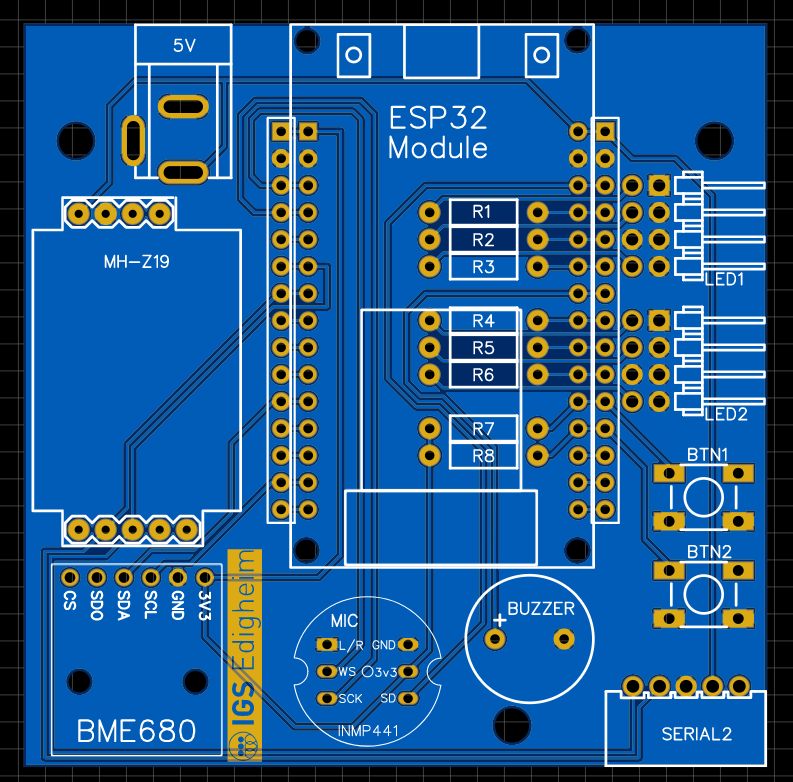 5V
ESP32
Module
MH-Z19
R1
R2
R3
LED1
R4
R5
R6
LED2
R7
R8
BTN1
BTN2
CS
SDO
SDA
SCL
GND
3V3
BME680
IGS Edigheim
MIC
L/R GND
WS 3v3
SCK SD
INMP441
+ BUZZER
SERIAL2